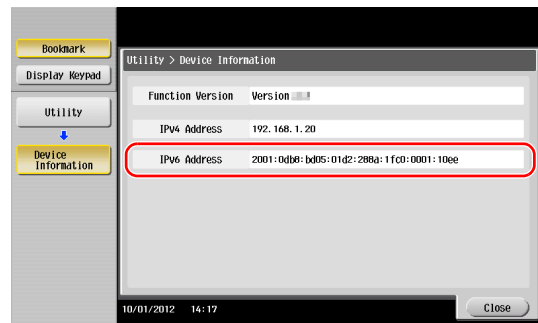 Bookmark
Display Keypad
Utility
Device
Information
Utility > Device Information
Function Version Version
IPv4 Address 192.168.1.20
IPv6 Address 2001:0db8:bd05:01d2:288a:1fc0:0001:10ee
10/01/2012 14:17
Close